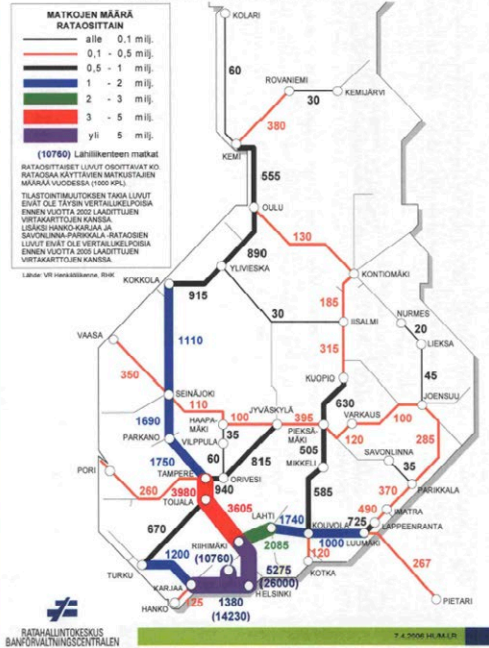 MATKOJEN MÄÄRÄ
RATAOSITTAIN
alle 0,1 milj.
0,1 - 0,5 milj.
0,5 - 1 milj.
1 - 2 milj.
2 - 3 milj.
3 - 5 milj.
yli 5 milj.
(10760) Lähiliikenteen matkat
RATAOSITTAISET LUVUT OSOITTAVAT KO.
RATAOSAA KÄYTTÄVIEN MATKUSTAJIEN
MÄÄRÄÄ VUODESSA (1000 KPL).
TILASTOINTIMUUTOKSEN TAKIA LUVUT
EIVÄT OLE TÄYSIN VERTAILUKELPOISIA
ENNEN VUOTTA 2002 LAADITTUJEN
VIRTAKARTTOJEN KANSSA.
LISÄKSI HANKO-KARJAA JA
SAVONLINNA-PARIKKALA -RATAOSIEN
LUVUT EIVÄT OLE VERTAILUKELPOISIA
ENNEN VUOTTA 2005 LAADITTUJEN
VIRTAKARTTOJEN KANSSA.
Lähde: VR Henkilöliikenne, RHK
KOLARI
60
ROVANIEMI
30
KEMIJÄRVI
380
KEMI
555
OULU
130
890
YLIVIESKA
KONTIOMÄKI
KOKKOLA
915
185
30
IISALMI
NURMES
20
LIEKSA
VAASA
1110
315
350
KUOPIO
45
JOENSUU
SEINÄJOKI
110
630
HAAPA-
MÄKI
100
JYVÄSKYLÄ
395
PIEKSÄ-
MÄKI
VARKAUS
100
120
285
1690
PARKANO
VILPPULA
35
60
815
505
MIKKELI
SAVONLINNA
35
PORI
1750
TAMPERE
ORIVESI
940
PARIKKALA
370
260
3980
TOIJALA
3605
585
IMATRA
490
LAPPEENRANTA
670
LAHTI
1740
KOUVOLA
725
LUUMÄKI
1000
2085
RIIHIMÄKI
(10760)
120
KOTKA
267
TURKU
1200
5275
(26000)
KARJAA
HELSINKI
HANKO
125
1380
(14230)
PIETARI
RATAHALLINTOKESKUS
BANFÖRVALTNINGSCENTRALEN
7.4.2006 HUM-LR